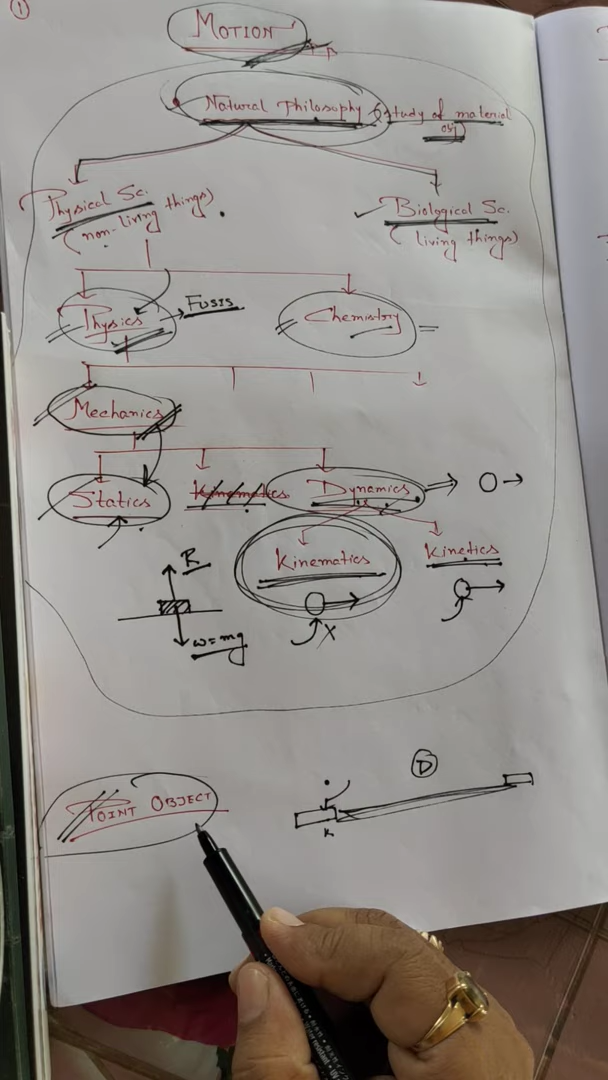 1
MOTION
Natural Philosophy (study of material
obj)
Physical Sc.
(non-living things).
Biological Sc.
(living things)
Physics → FUSIS
Chemistry
Mechanics
Statics Kinematics Dynamics ⇒ O →
Kinematics Kinetics
R
X
w=mg
D
POINT OBJECT
K